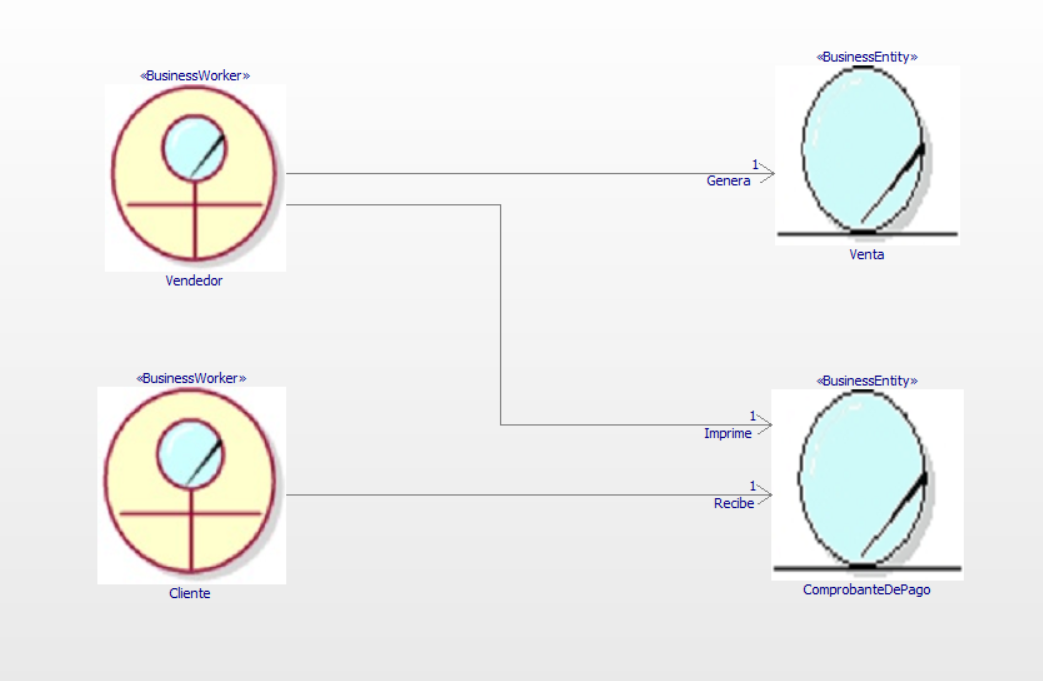 «BusinessWorker»
Vendedor
«BusinessEntity»
1
Genera
Venta
«BusinessWorker»
Cliente
«BusinessEntity»
1
Imprime
1
Recibe
ComprobanteDePago